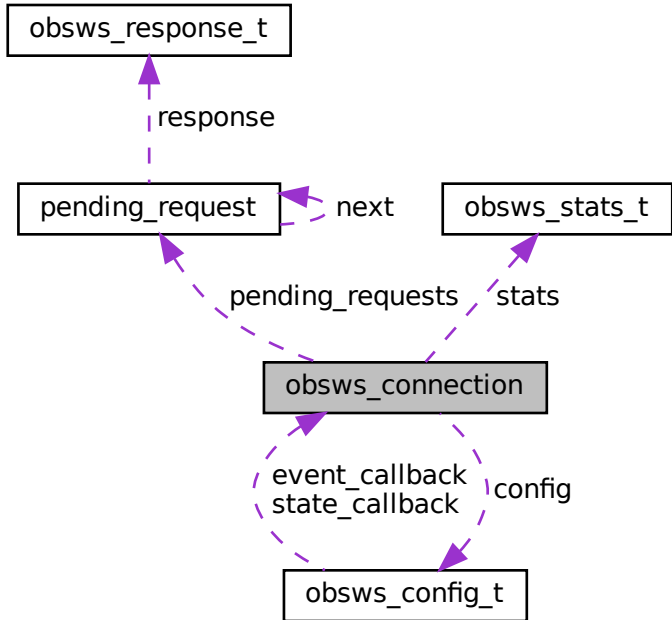 obsws_response_t
response
pending_request
next
obsws_stats_t
pending_requests
stats
obsws_connection
event_callback
state_callback
config
obsws_config_t